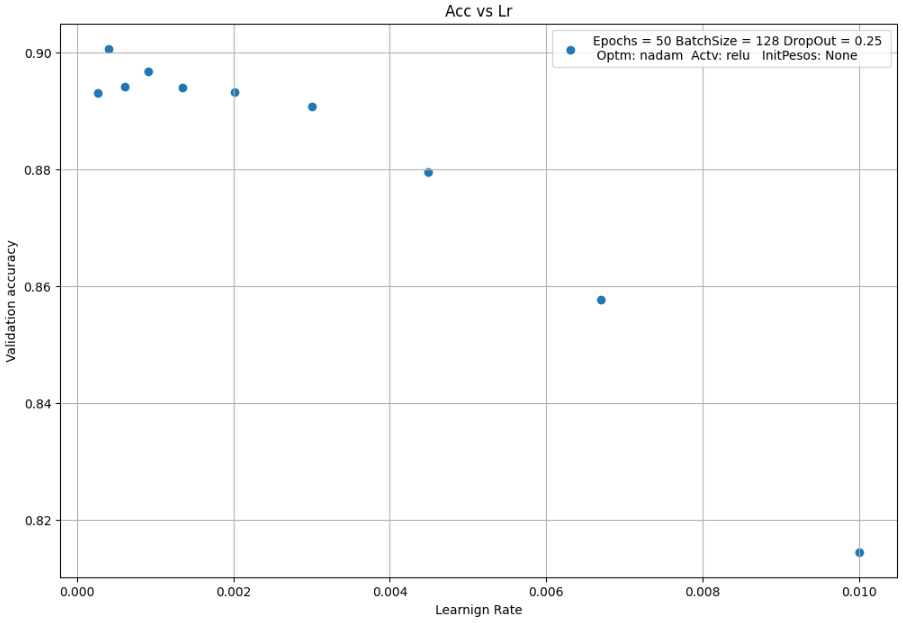 Acc vs Lr
Epochs = 50 BatchSize = 128 DropOut = 0.25
Optm: nadam Actv: relu InitPesos: None
Validation accuracy
0.90
0.88
0.86
0.84
0.82
0.000 0.002 0.004 0.006 0.008 0.010
Learnign Rate